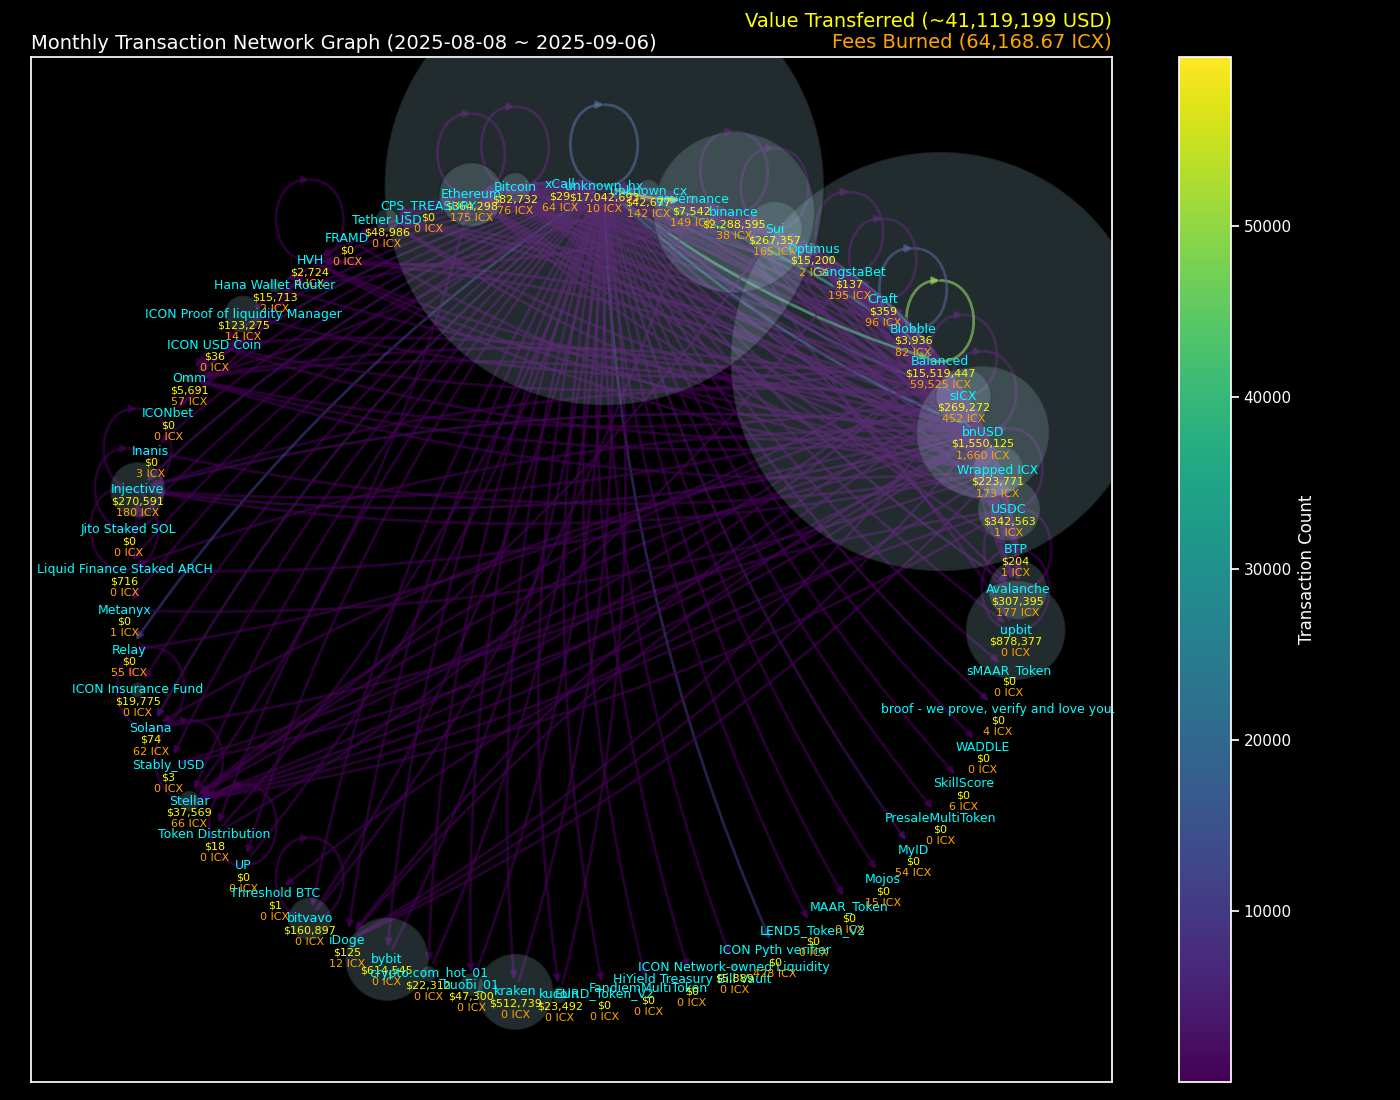 Value Transferred (~41,119,199 USD)
Monthly Transaction Network Graph (2025-08-08 ~ 2025-09-06)
Fees Burned (64,168.67 ICX)
Ethereum
$364,298
175 ICX
Bitcoin
$82,732
76 ICX
xCall
$29
64 ICX
unknown_hx
10 ICX
unknown_cx
$42,677
142 ICX
$7,542
149 ICX
binance
$2,288,595
38 ICX
Sui
$267,357
165 ICX
Optimus
$15,200
2 ICX
GangstaBet
$137
195 ICX
Craft
$359
96 ICX
Blobble
$3,936
82 ICX
Balanced
$15,519,447
59,525 ICX
sICX
$269,272
452 ICX
bnUSD
$1,550,125
1,660 ICX
Wrapped ICX
$223,771
173 ICX
USDC
$342,563
1 ICX
BTP
$204
1 ICX
Avalanche
$307,395
177 ICX
upbit
$878,377
0 ICX
sMAAR_Token
$0
0 ICX
broof - we prove, verify and love you.
$0
4 ICX
WADDLE
$0
0 ICX
SkillScore
$0
6 ICX
PresaleMultiToken
$0
0 ICX
MyID
$0
54 ICX
Mojos
$0
15 ICX
MAAR_Token
$0
0 ICX
LEND5_Token_V2
$0
ICON Pyth verifier
$0
ICON Network-owned Liquidity
$5,889
0 ICX
HiYield Treasury Bill Vault
$0
0 ICX
FandiemMultiToken
$0
0 ICX
EURD_Token_V2
$0
0 ICX
kucoin
$23,492
0 ICX
kraken
$512,739
0 ICX
huobi_01
$47,300
0 ICX
crypto.com_hot_01
$22,312
0 ICX
bybit
$614,545
0 ICX
iDoge
$125
12 ICX
bitvavo
$160,897
0 ICX
Threshold BTC
$1
0 ICX
UP
$0
0 ICX
Token Distribution
$18
0 ICX
Stellar
$37,569
66 ICX
Stably_USD
$3
0 ICX
Solana
$74
62 ICX
ICON Insurance Fund
$19,775
0 ICX
Relay
$0
55 ICX
Metanyx
$0
1 ICX
Liquid Finance Staked ARCH
$716
0 ICX
Jito Staked SOL
$0
0 ICX
Injective
$270,591
180 ICX
Inanis
$0
3 ICX
ICONbet
$0
0 ICX
Omm
$5,691
57 ICX
ICON USD Coin
$36
0 ICX
ICON Proof of liquidity Manager
$123,275
14 ICX
Hana Wallet Router
$15,713
2 ICX
HVH
$2,724
FRAMD
$0
0 ICX
Tether USD
$48,986
0 ICX
CPS_TREASURY
$0
0 ICX
50000
40000
30000
20000
10000
Transaction Count